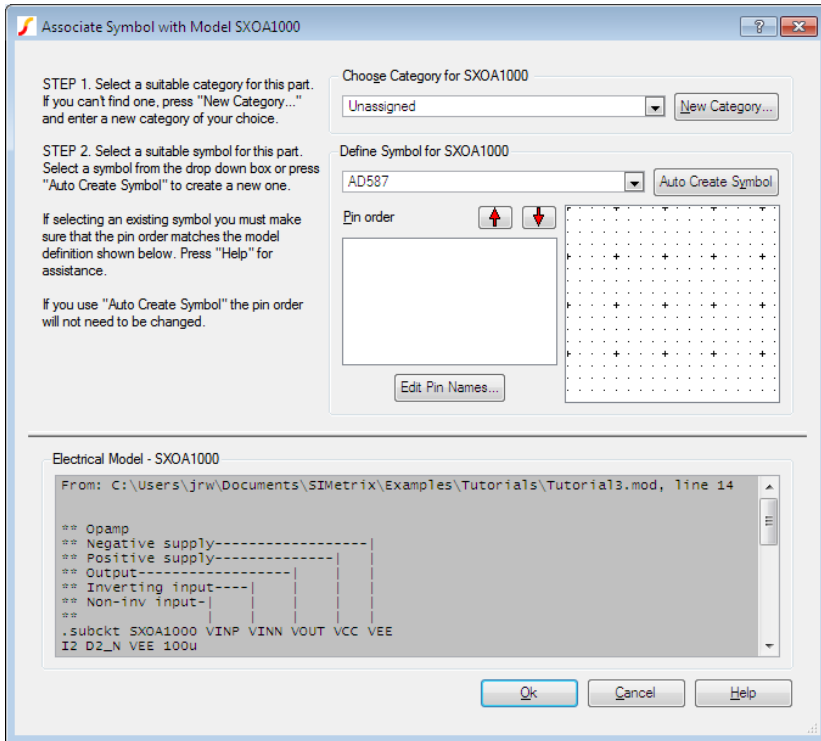 Associate Symbol with Model SXOA1000
STEP 1. Select a suitable category for this part.
If you can't find one, press "New Category..."
and enter a new category of your choice.
STEP 2. Select a suitable symbol for this part.
Select a symbol from the drop down box or press
"Auto Create Symbol" to create a new one.
If selecting an existing symbol you must make
sure that the pin order matches the model
definition shown below. Press "Help" for
assistance.
If you use "Auto Create Symbol" the pin order
will not need to be changed.
Choose Category for SXOA1000
Unassigned
New Category...
Define Symbol for SXOA1000
AD587
Auto Create Symbol
Pin order
Edit Pin Names...
Electrical Model - SXOA1000
From: C:\Users\jrw\Documents\SIMetrix\Examples\Tutorials\Tutorial3.mod, line 14
** Opamp
** Negative supply------------------|
** Positive supply--------------|   |
** Output------------------|    |   |
** Inverting input----|    |    |   |
** Non-inv input-|    |    |    |   |
**               |    |    |    |   |
.subckt SXOA1000 VINP VINN VOUT VCC VEE
I2 D2_N VEE 100u
Ok
Cancel
Help